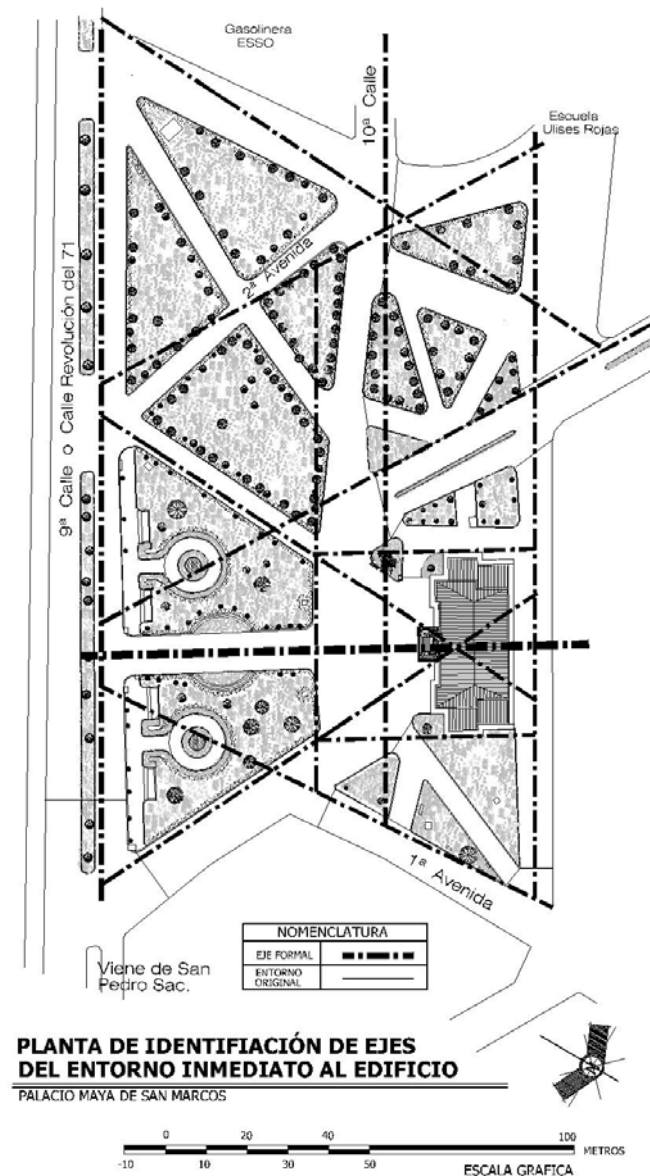 Gasolinera
ESSO
10ª Calle
Escuela
Ulises Rojas
2ª Avenida
9ª Calle o Calle Revolución del 71
1ª Avenida
NOMENCLATURA
EJE FORMAL
ENTORNO
ORIGINAL
Viene de San
Pedro Sac.
PLANTA DE IDENTIFIACIÓN DE EJES
DEL ENTORNO INMEDIATO AL EDIFICIO
PALACIO MAYA DE SAN MARCOS
0 20 40 100 METROS
-10 10 30 50
ESCALA GRAFICA